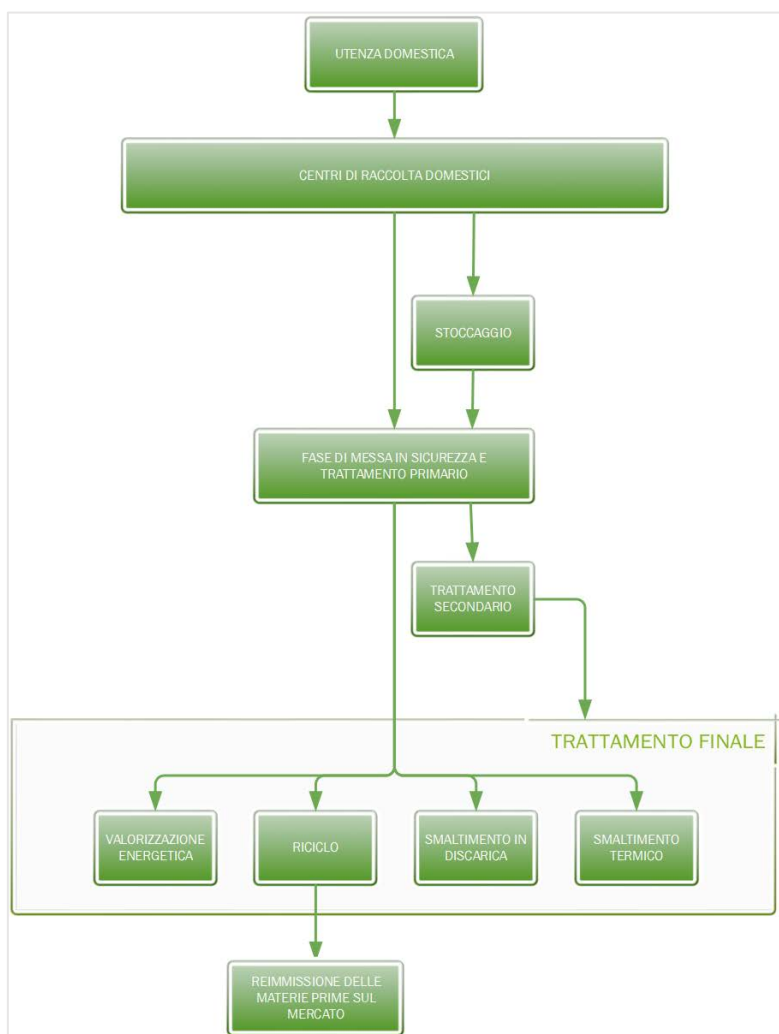 UTENZA DOMESTICA
CENTRI DI RACCOLTA DOMESTICI
STOCCAGGIO
FASE DI MESSA IN SICUREZZA E
TRATTAMENTO PRIMARIO
TRATTAMENTO
SECONDARIO
TRATTAMENTO FINALE
VALORIZZAZIONE
ENERGETICA
RICICLO
SMALTIMENTO IN
DISCARICA
SMALTIMENTO
TERMICO
REIMMISSIONE DELLE
MATERIE PRIME SUL
MERCATO